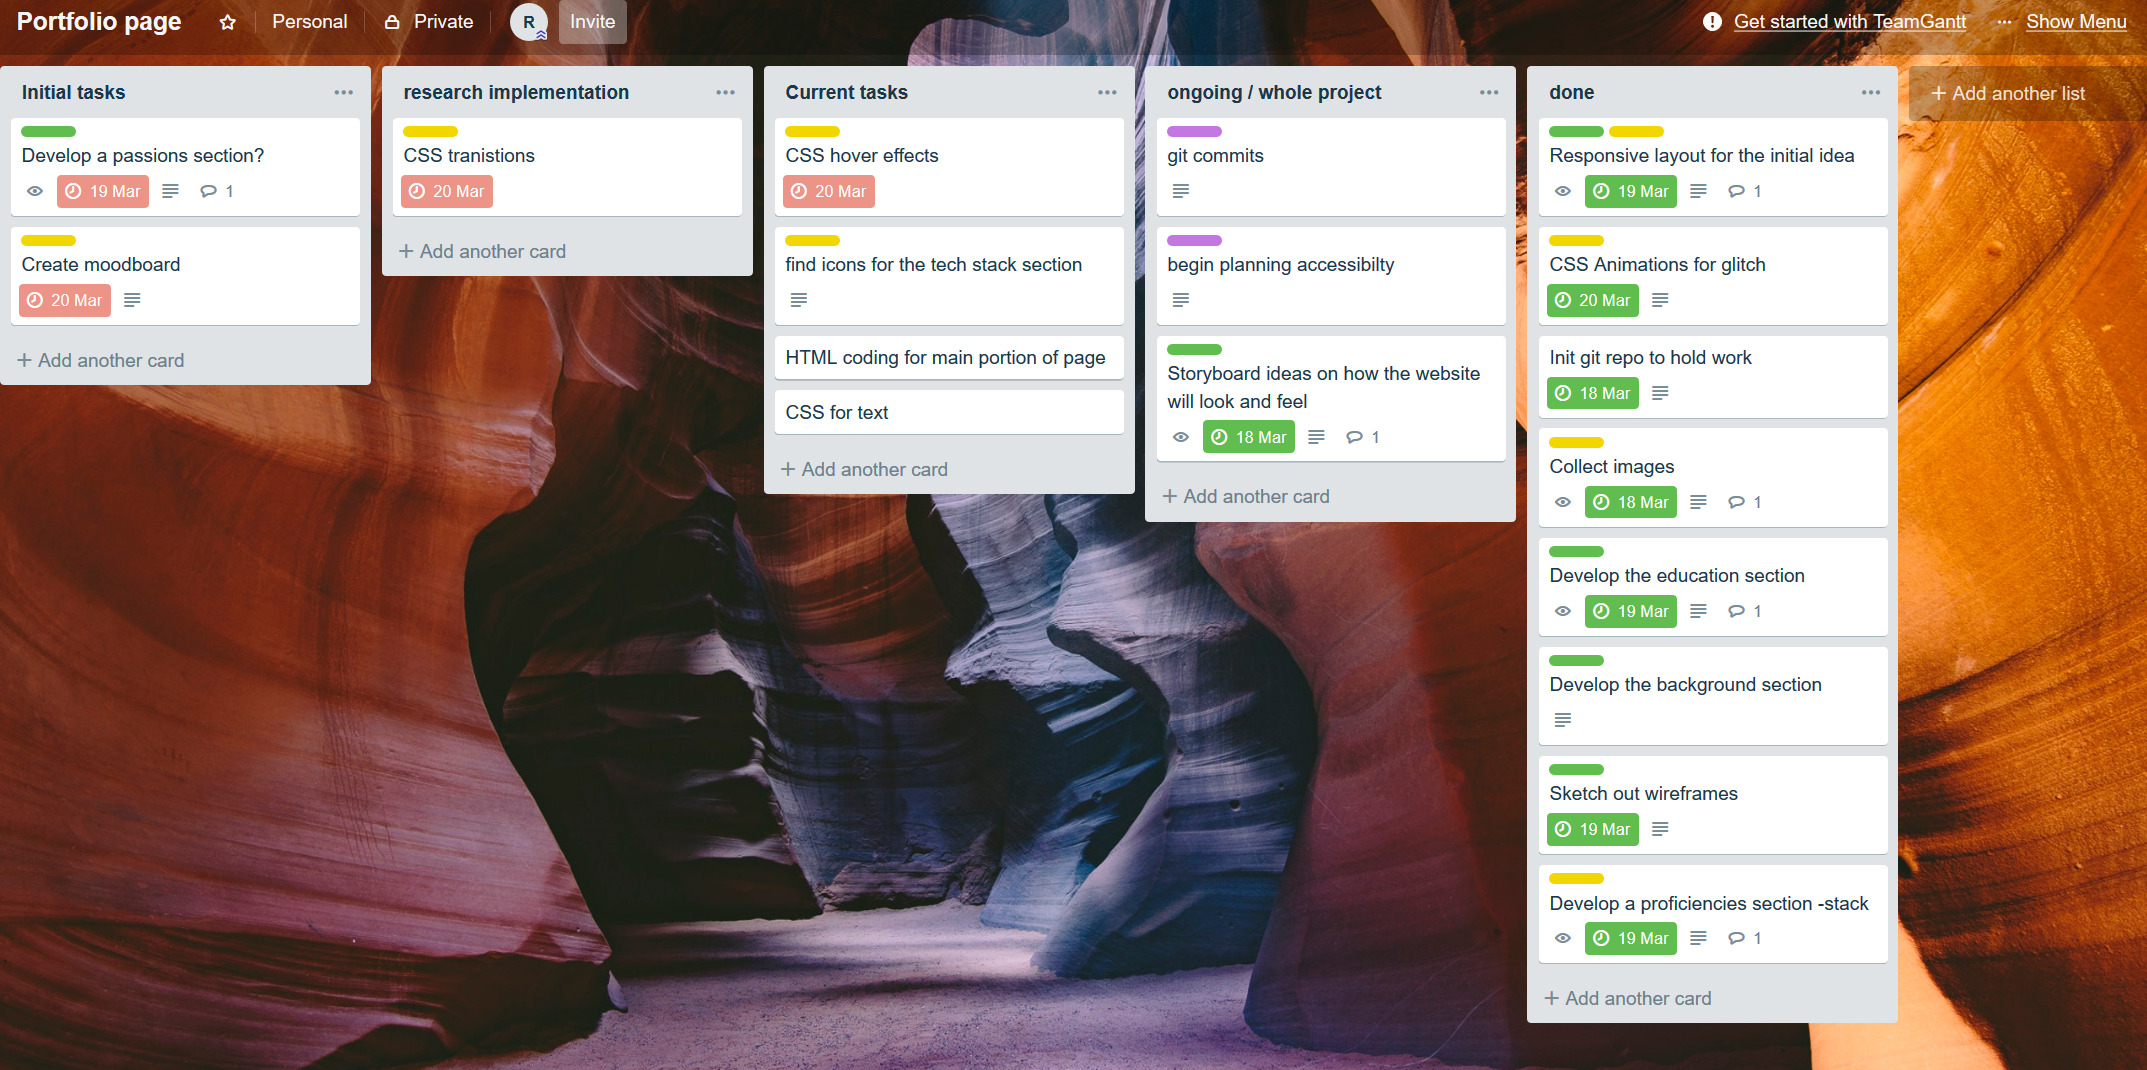 Portfolio page
Personal
Private
R
Invite
Get started with TeamGantt
Show Menu
Initial tasks
Develop a passions section?
19 Mar
1
Create moodboard
20 Mar
+ Add another card
research implementation
CSS tranistions
20 Mar
+ Add another card
Current tasks
CSS hover effects
20 Mar
find icons for the tech stack section
HTML coding for main portion of page
CSS for text
+ Add another card
ongoing / whole project
git commits
begin planning accessibilty
Storyboard ideas on how the website
will look and feel
18 Mar
1
+ Add another card
done
Responsive layout for the initial idea
19 Mar
1
CSS Animations for glitch
20 Mar
Init git repo to hold work
18 Mar
Collect images
18 Mar
1
Develop the education section
19 Mar
1
Develop the background section
Sketch out wireframes
19 Mar
Develop a proficiencies section -stack
19 Mar
1
+ Add another card
+ Add another list